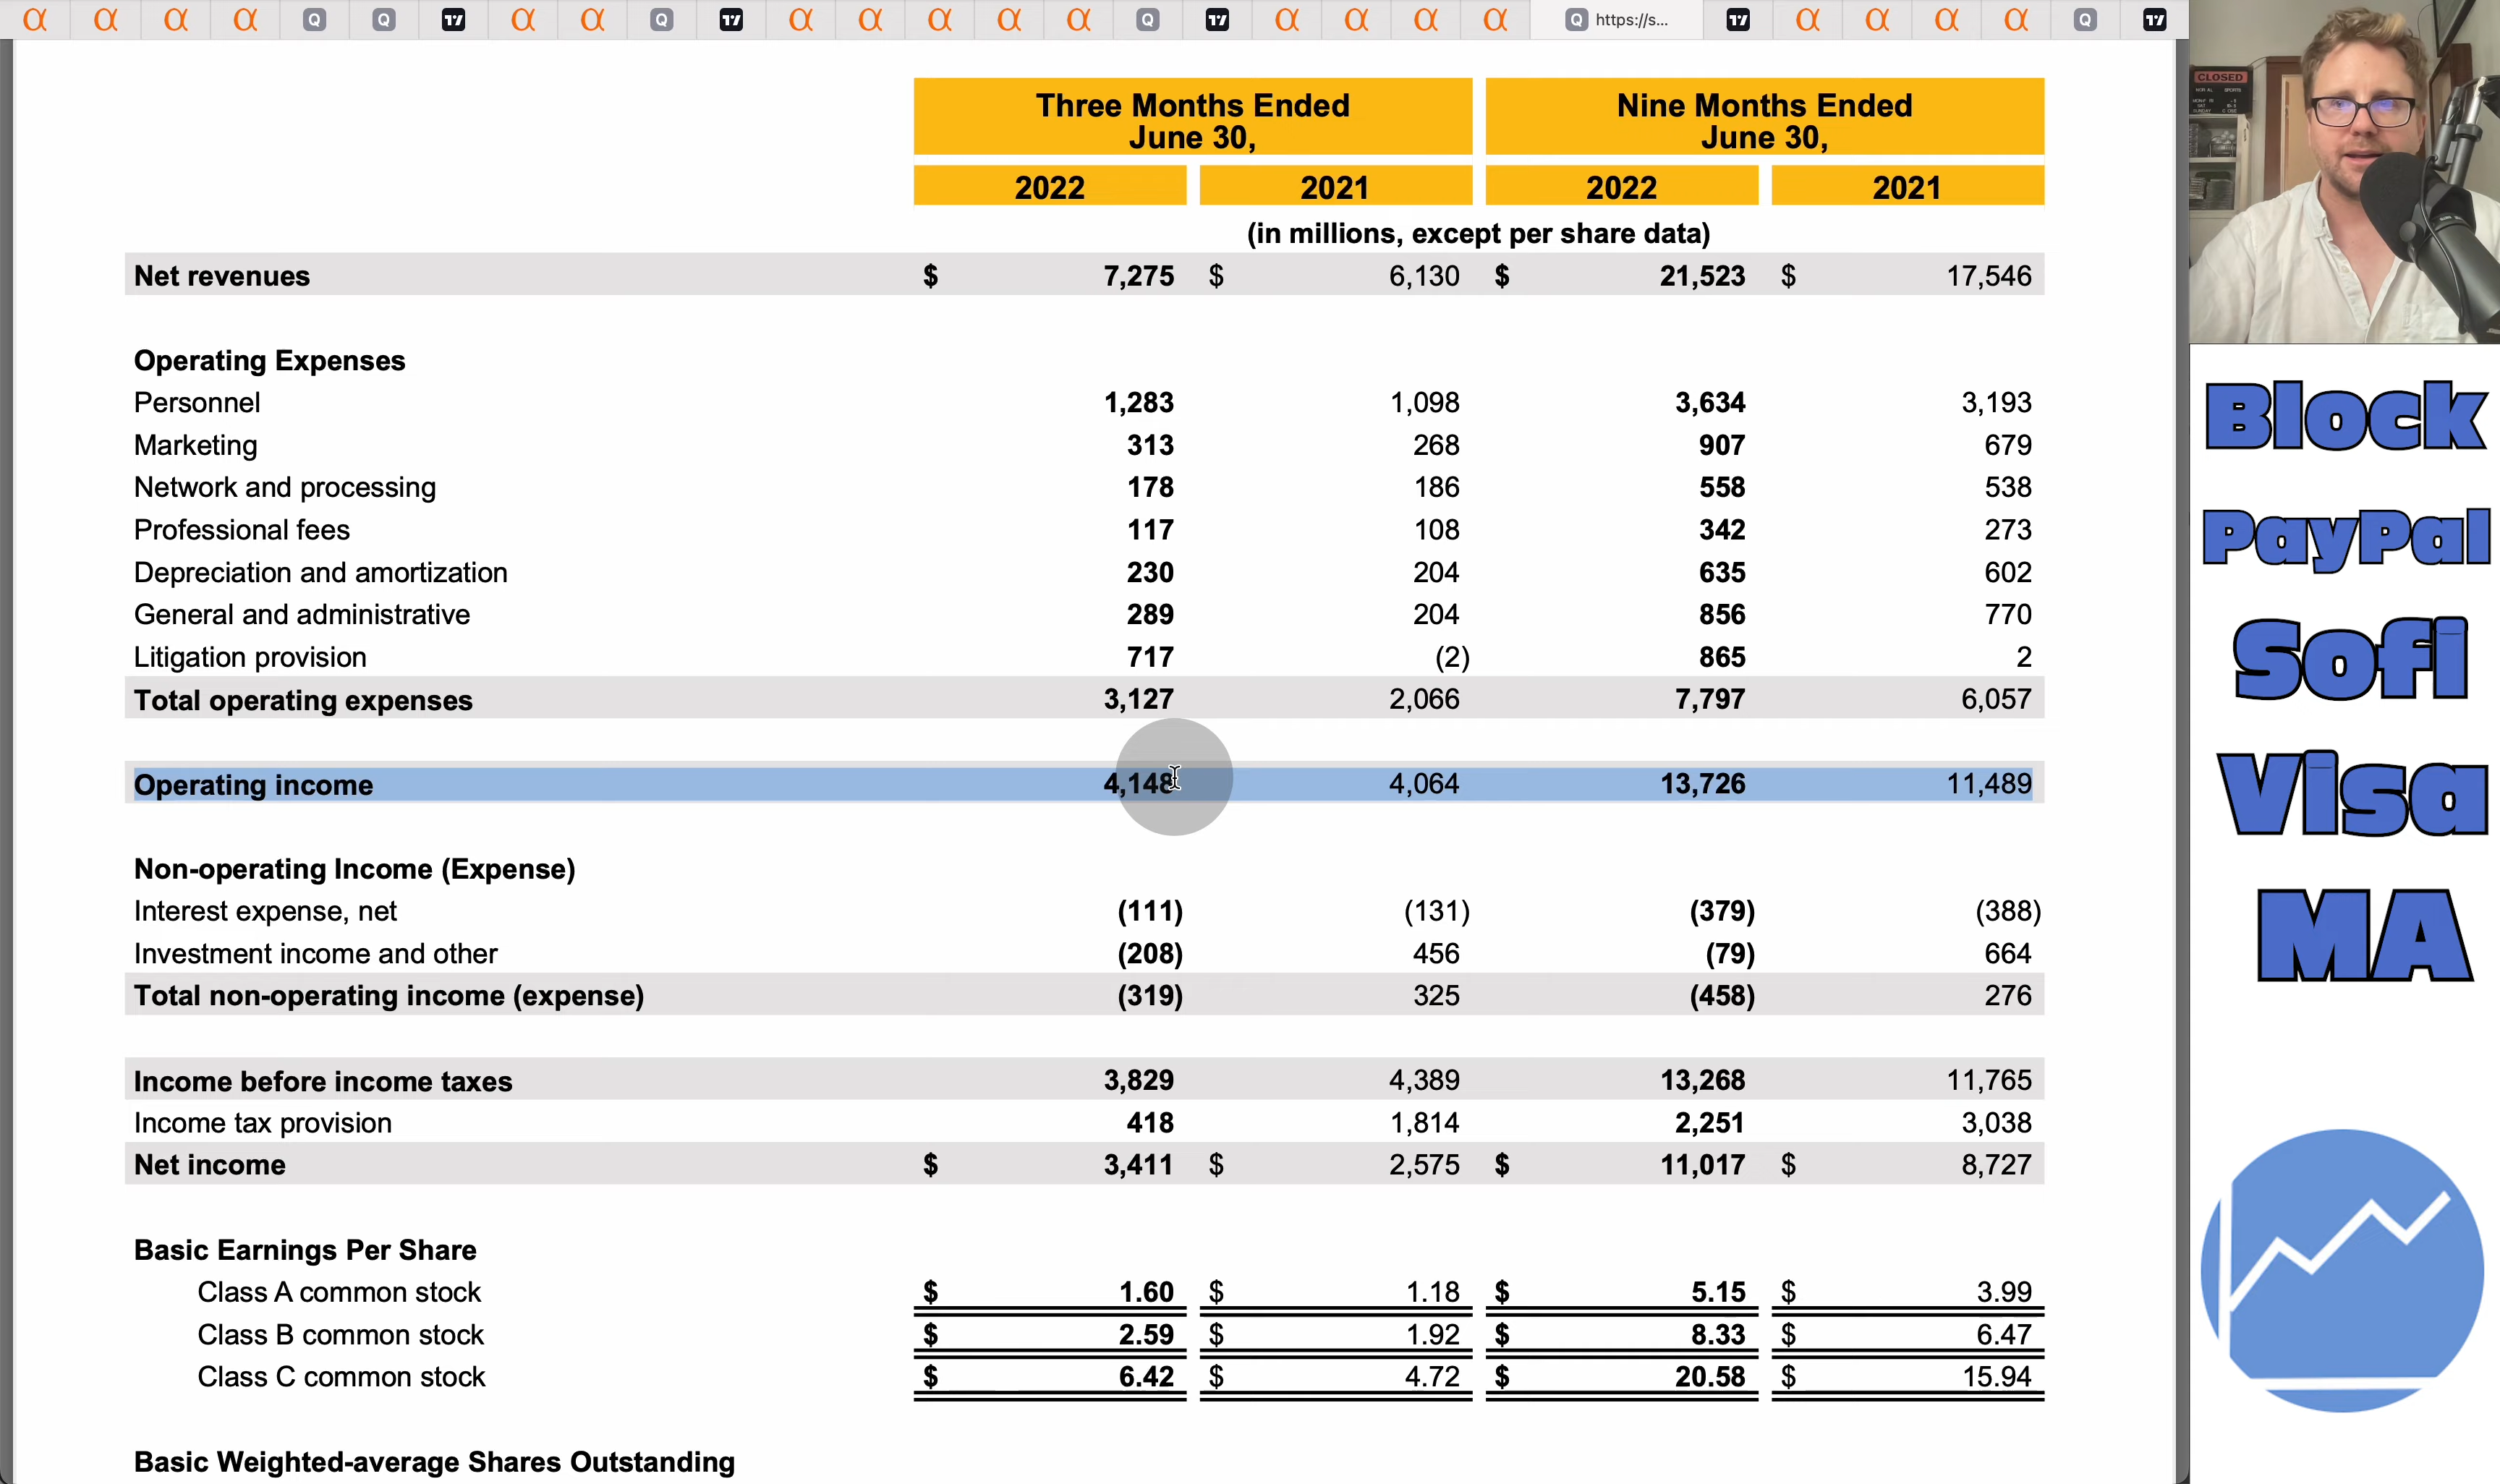 https://s...
Three Months Ended June 30,
Nine Months Ended June 30,
2022 2021 2022 2021
(in millions, except per share data)
Net revenues $ 7,275 $ 6,130 $ 21,523 $ 17,546
Operating Expenses
Personnel 1,283 1,098 3,634 3,193
Marketing 313 268 907 679
Network and processing 178 186 558 538
Professional fees 117 108 342 273
Depreciation and amortization 230 204 635 602
General and administrative 289 204 856 770
Litigation provision 717 (2) 865 2
Total operating expenses 3,127 2,066 7,797 6,057
Operating income 4,148 4,064 13,726 11,489
Non-operating Income (Expense)
Interest expense, net (111) (131) (379) (388)
Investment income and other (208) 456 (79) 664
Total non-operating income (expense) (319) 325 (458) 276
Income before income taxes 3,829 4,389 13,268 11,765
Income tax provision 418 1,814 2,251 3,038
Net income $ 3,411 $ 2,575 $ 11,017 $ 8,727
Basic Earnings Per Share
Class A common stock $ 1.60 $ 1.18 $ 5.15 $ 3.99
Class B common stock $ 2.59 $ 1.92 $ 8.33 $ 6.47
Class C common stock $ 6.42 $ 4.72 $ 20.58 $ 15.94
Basic Weighted-average Shares Outstanding
CLOSED
Block
PayPal
Sofi
Visa
MA